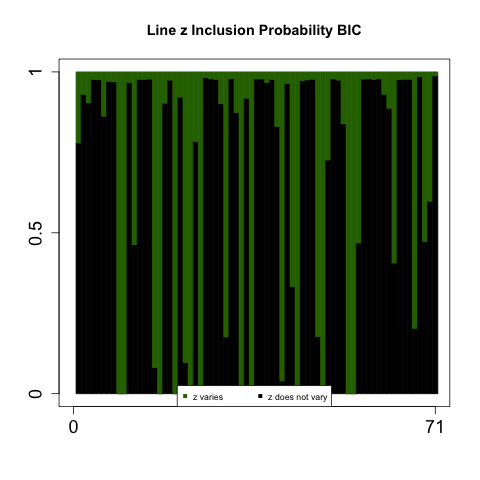 Line z Inclusion Probability BIC
1
0.5
0
z varies z does not vary
0 71